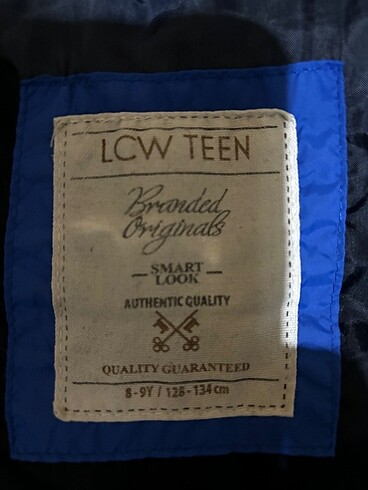 LCW TEEN
Branded
Originals
SMART
LOOK
AUTHENTIC QUALITY
QUALITY GUARANTEED
8-9Y / 128-134cm